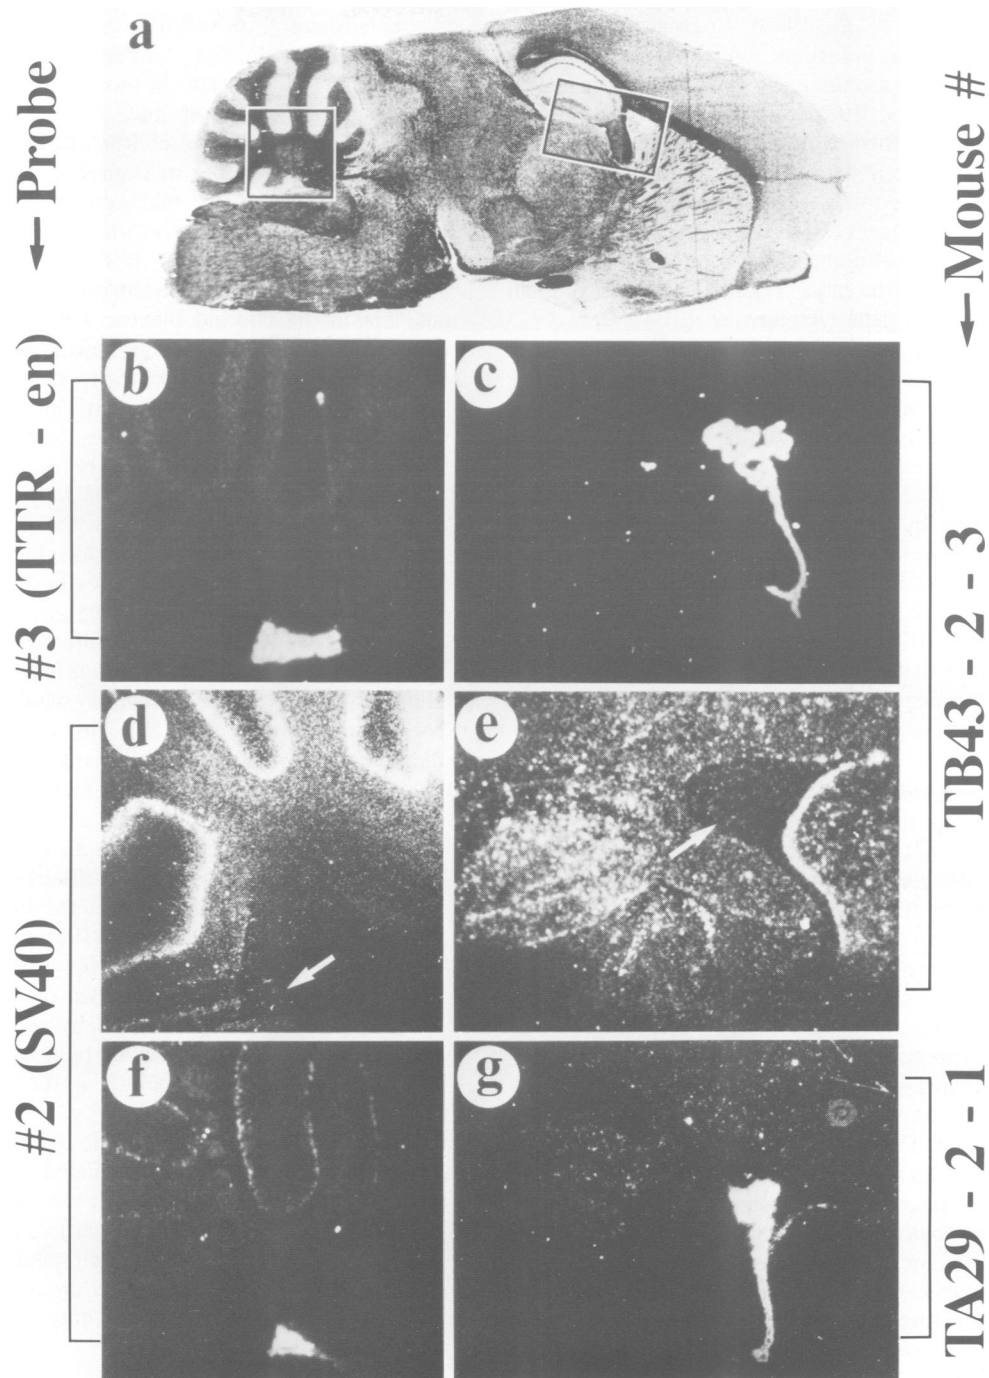 a
← Probe
Mouse #
←
b
c
#3 (TTR - en)
TB43 - 2 - 3
d
e
#2 (SV40)
f
g
TA29 - 2 - 1